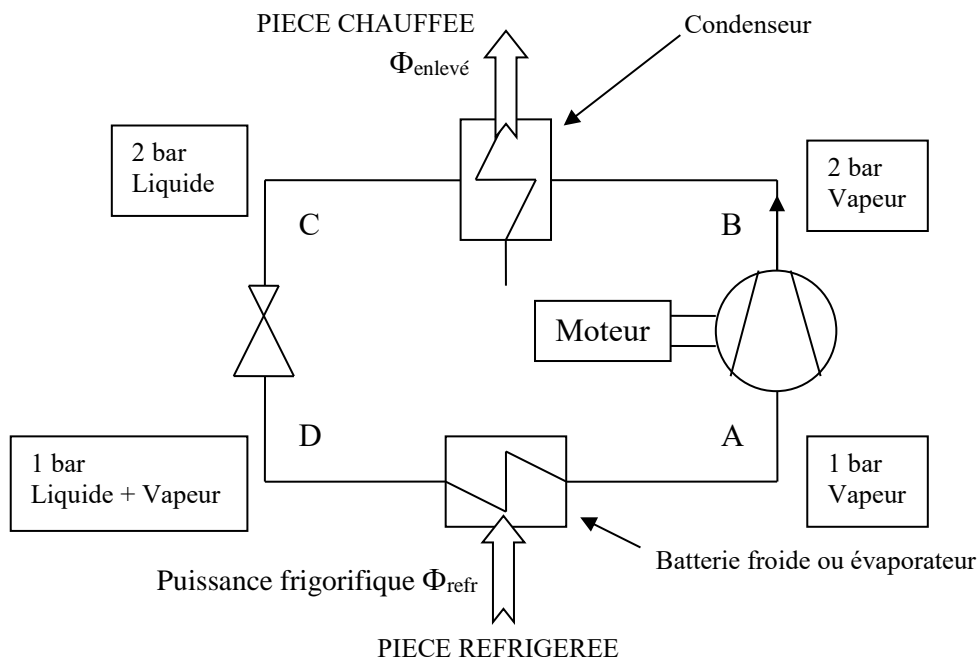 PIECE CHAUFFEE
Φenlevé
Condenseur
2 bar
Liquide
2 bar
Vapeur
C
B
Moteur
D
A
1 bar
Liquide + Vapeur
1 bar
Vapeur
Batterie froide ou évaporateur
Puissance frigorifique Φrefr
PIECE REFRIGEREE